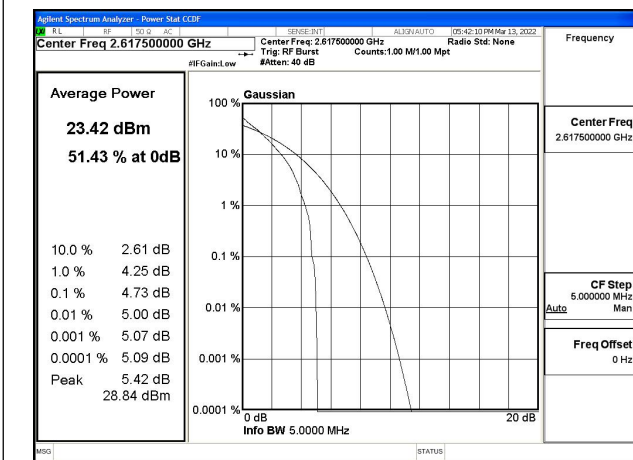 Agilent Spectrum Analyzer - Power Stat CCDF
RL RF 50 Ω AC SENSE:INT ALIGN AUTO 05:42:10 PM Mar 13, 2022
Center Freq 2.617500000 GHz
Center Freq: 2.617500000 GHz Radio Std: None
Trig: RF Burst Counts:1.00 M/1.00 Mpt
#IFGain:Low #Atten: 40 dB
Frequency
Average Power
23.42 dBm
51.43 % at 0dB
10.0 % 2.61 dB
1.0 % 4.25 dB
0.1 % 4.73 dB
0.01 % 5.00 dB
0.001 % 5.07 dB
0.0001 % 5.09 dB
Peak 5.42 dB
28.84 dBm
Gaussian
100 %
10 %
1 %
0.1 %
0.01 %
0.001 %
0.0001 %
0 dB 20 dB
Info BW 5.0000 MHz
Center Freq
2.617500000 GHz
CF Step
5.000000 MHz
Auto Man
Freq Offset
0 Hz
MSG STATUS